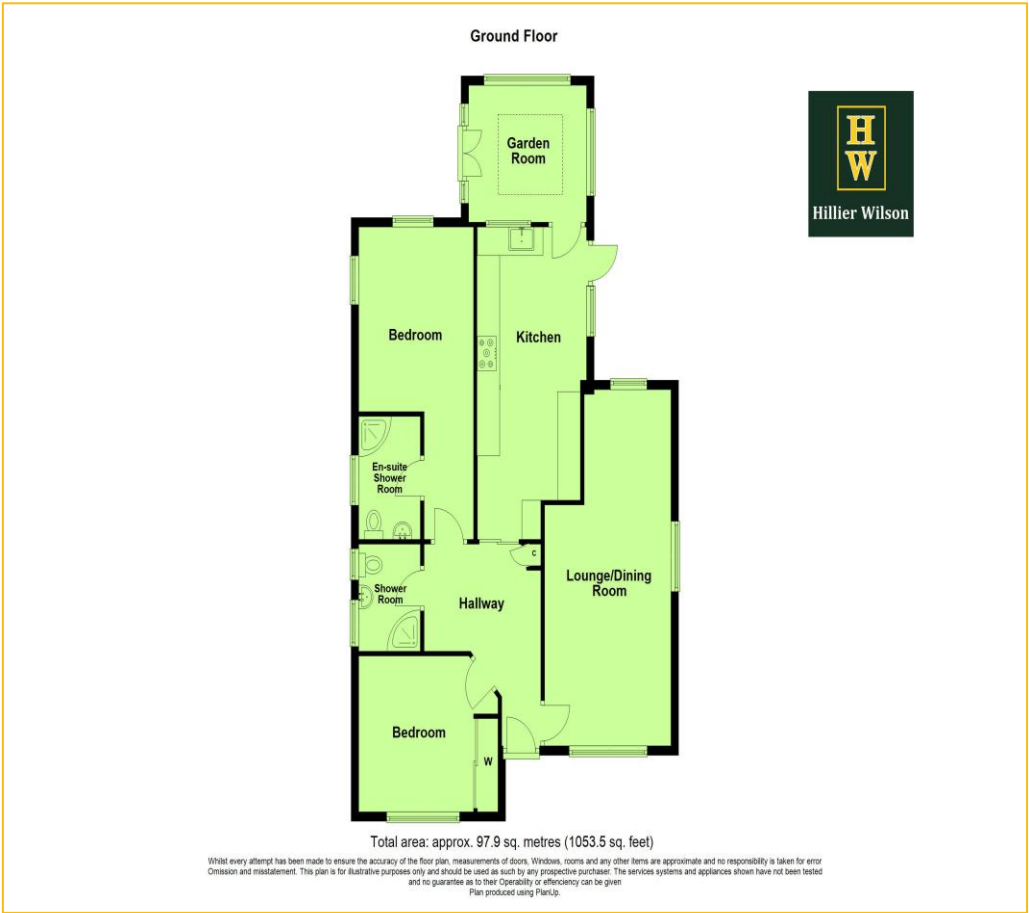 Ground Floor
Garden
Room
H
W
Hillier Wilson
Bedroom
Kitchen
En-suite
Shower
Room
C
Shower
Room
Hallway
Lounge/Dining
Room
Bedroom
W
Total area: approx. 97.9 sq. metres (1053.5 sq. feet)
Whilst every attempt has been made to ensure the accuracy of the floor plan, measurements of doors, Windows, rooms and any other items are approximate and no responsibility is taken for error
Omission and misstatement. This plan is for illustrative purposes only and should be used as such by any prospective purchaser. The services systems and appliances shown have not been tested
and no guarantee as to their Operability or effenciency can be given
Plan produced using PlanUp.